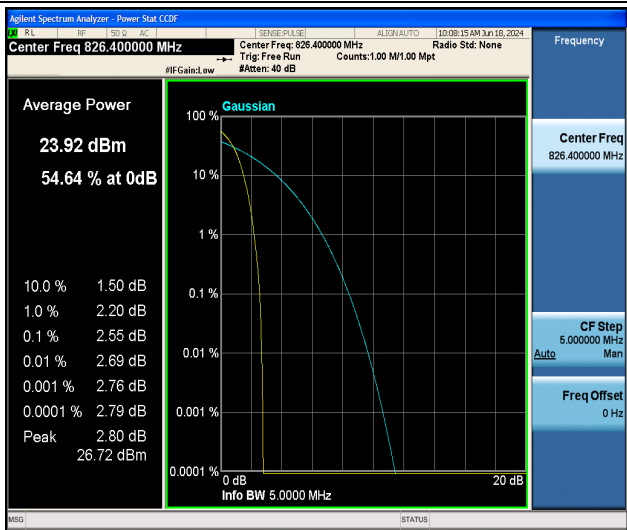 Agilent Spectrum Analyzer - Power Stat CCDF
LXI RL RF 50 Ω AC SENSE:PULSE ALIGN AUTO 10:08:15 AM Jun 18, 2024
Center Freq 826.400000 MHz
Center Freq: 826.400000 MHz Radio Std: None
Trig: Free Run Counts:1.00 M/1.00 Mpt
#IFGain:Low #Atten: 40 dB
Frequency
Average Power
23.92 dBm
54.64 % at 0dB
10.0 % 1.50 dB
1.0 % 2.20 dB
0.1 % 2.55 dB
0.01 % 2.69 dB
0.001 % 2.76 dB
0.0001 % 2.79 dB
Peak 2.80 dB
26.72 dBm
Gaussian
100 %
10 %
1 %
0.1 %
0.01 %
0.001 %
0.0001 %
0 dB 20 dB
Info BW 5.0000 MHz
Center Freq
826.400000 MHz
CF Step
5.000000 MHz
Auto Man
Freq Offset
0 Hz
MSG STATUS